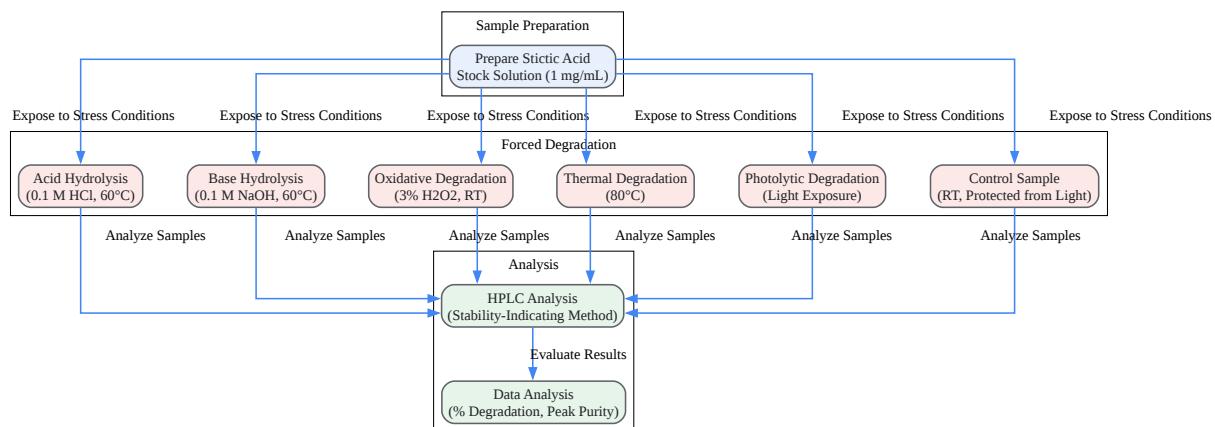 Sample Preparation
Prepare Stictic Acid
Stock Solution (1 mg/mL)
Expose to Stress Conditions
Expose to Stress Conditions
Expose to Stress Conditions
Expose to Stress Conditions
Expose to Stress Conditions
Expose to Stress Conditions
Forced Degradation
Acid Hydrolysis
(0.1 M HCl, 60°C)
Base Hydrolysis
(0.1 M NaOH, 60°C)
Oxidative Degradation
(3% H2O2, RT)
Thermal Degradation
(80°C)
Photolytic Degradation
(Light Exposure)
Control Sample
(RT, Protected from Light)
Analyze Samples
Analyze Samples
Analyze Samples
Analyze Samples
Analyze Samples
Analyze Samples
Analysis
HPLC Analysis
(Stability-Indicating Method)
Evaluate Results
Data Analysis
(% Degradation, Peak Purity)